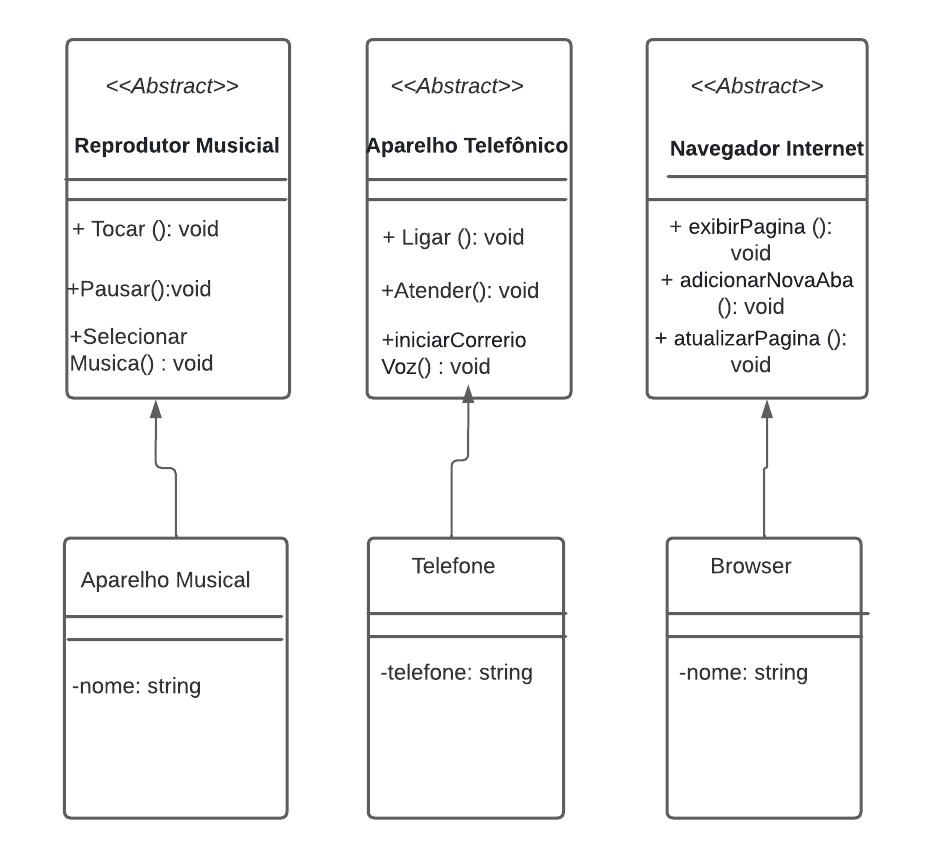 <<Abstract>>
Reprodutor Musicial
+ Tocar (): void
+Pausar():void
+Selecionar
Musica() : void
<<Abstract>>
Aparelho Telefônico
+ Ligar (): void
+Atender(): void
+iniciarCorrerio
Voz() : void
<<Abstract>>
Navegador Internet
+ exibirPagina ():
void
+ adicionarNovaAba
(): void
+ atualizarPagina ():
void
Aparelho Musical
-nome: string
Telefone
-telefone: string
Browser
-nome: string